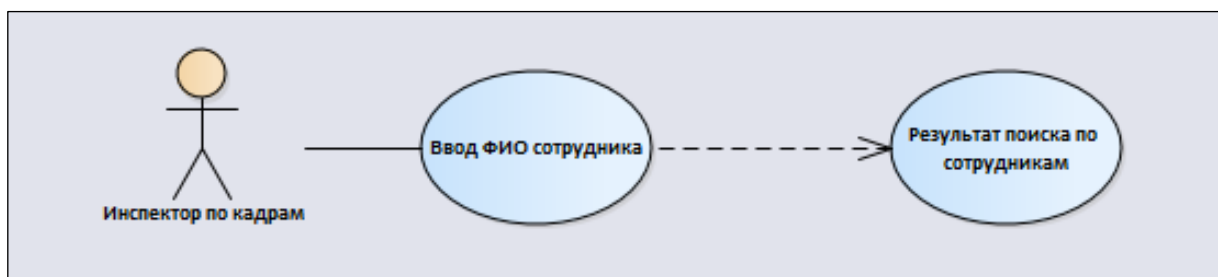 Ввод ФИО сотрудника
Результат поиска по
сотрудникам
Инспектор по кадрам